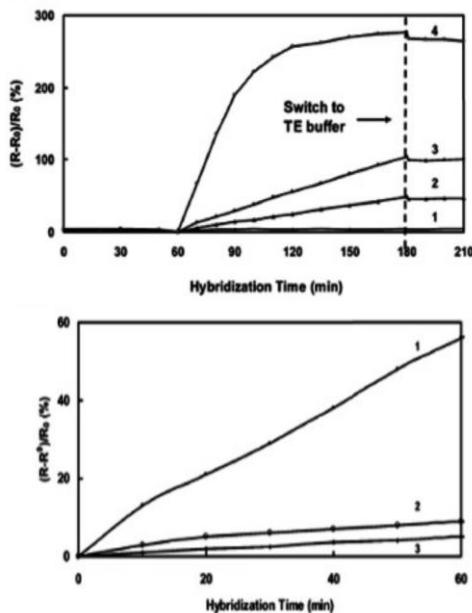 300
4
(R-R₀)/R₀ (%)
200
Switch to
TE buffer
100
3
2
1
0
0 30 60 70 90 120 150 180 210
Hybridization Time (min)
60
1
(R-R°)/R₀ (%)
40
20
2
3
0
0 20 40 60
Hybridization Time (min)